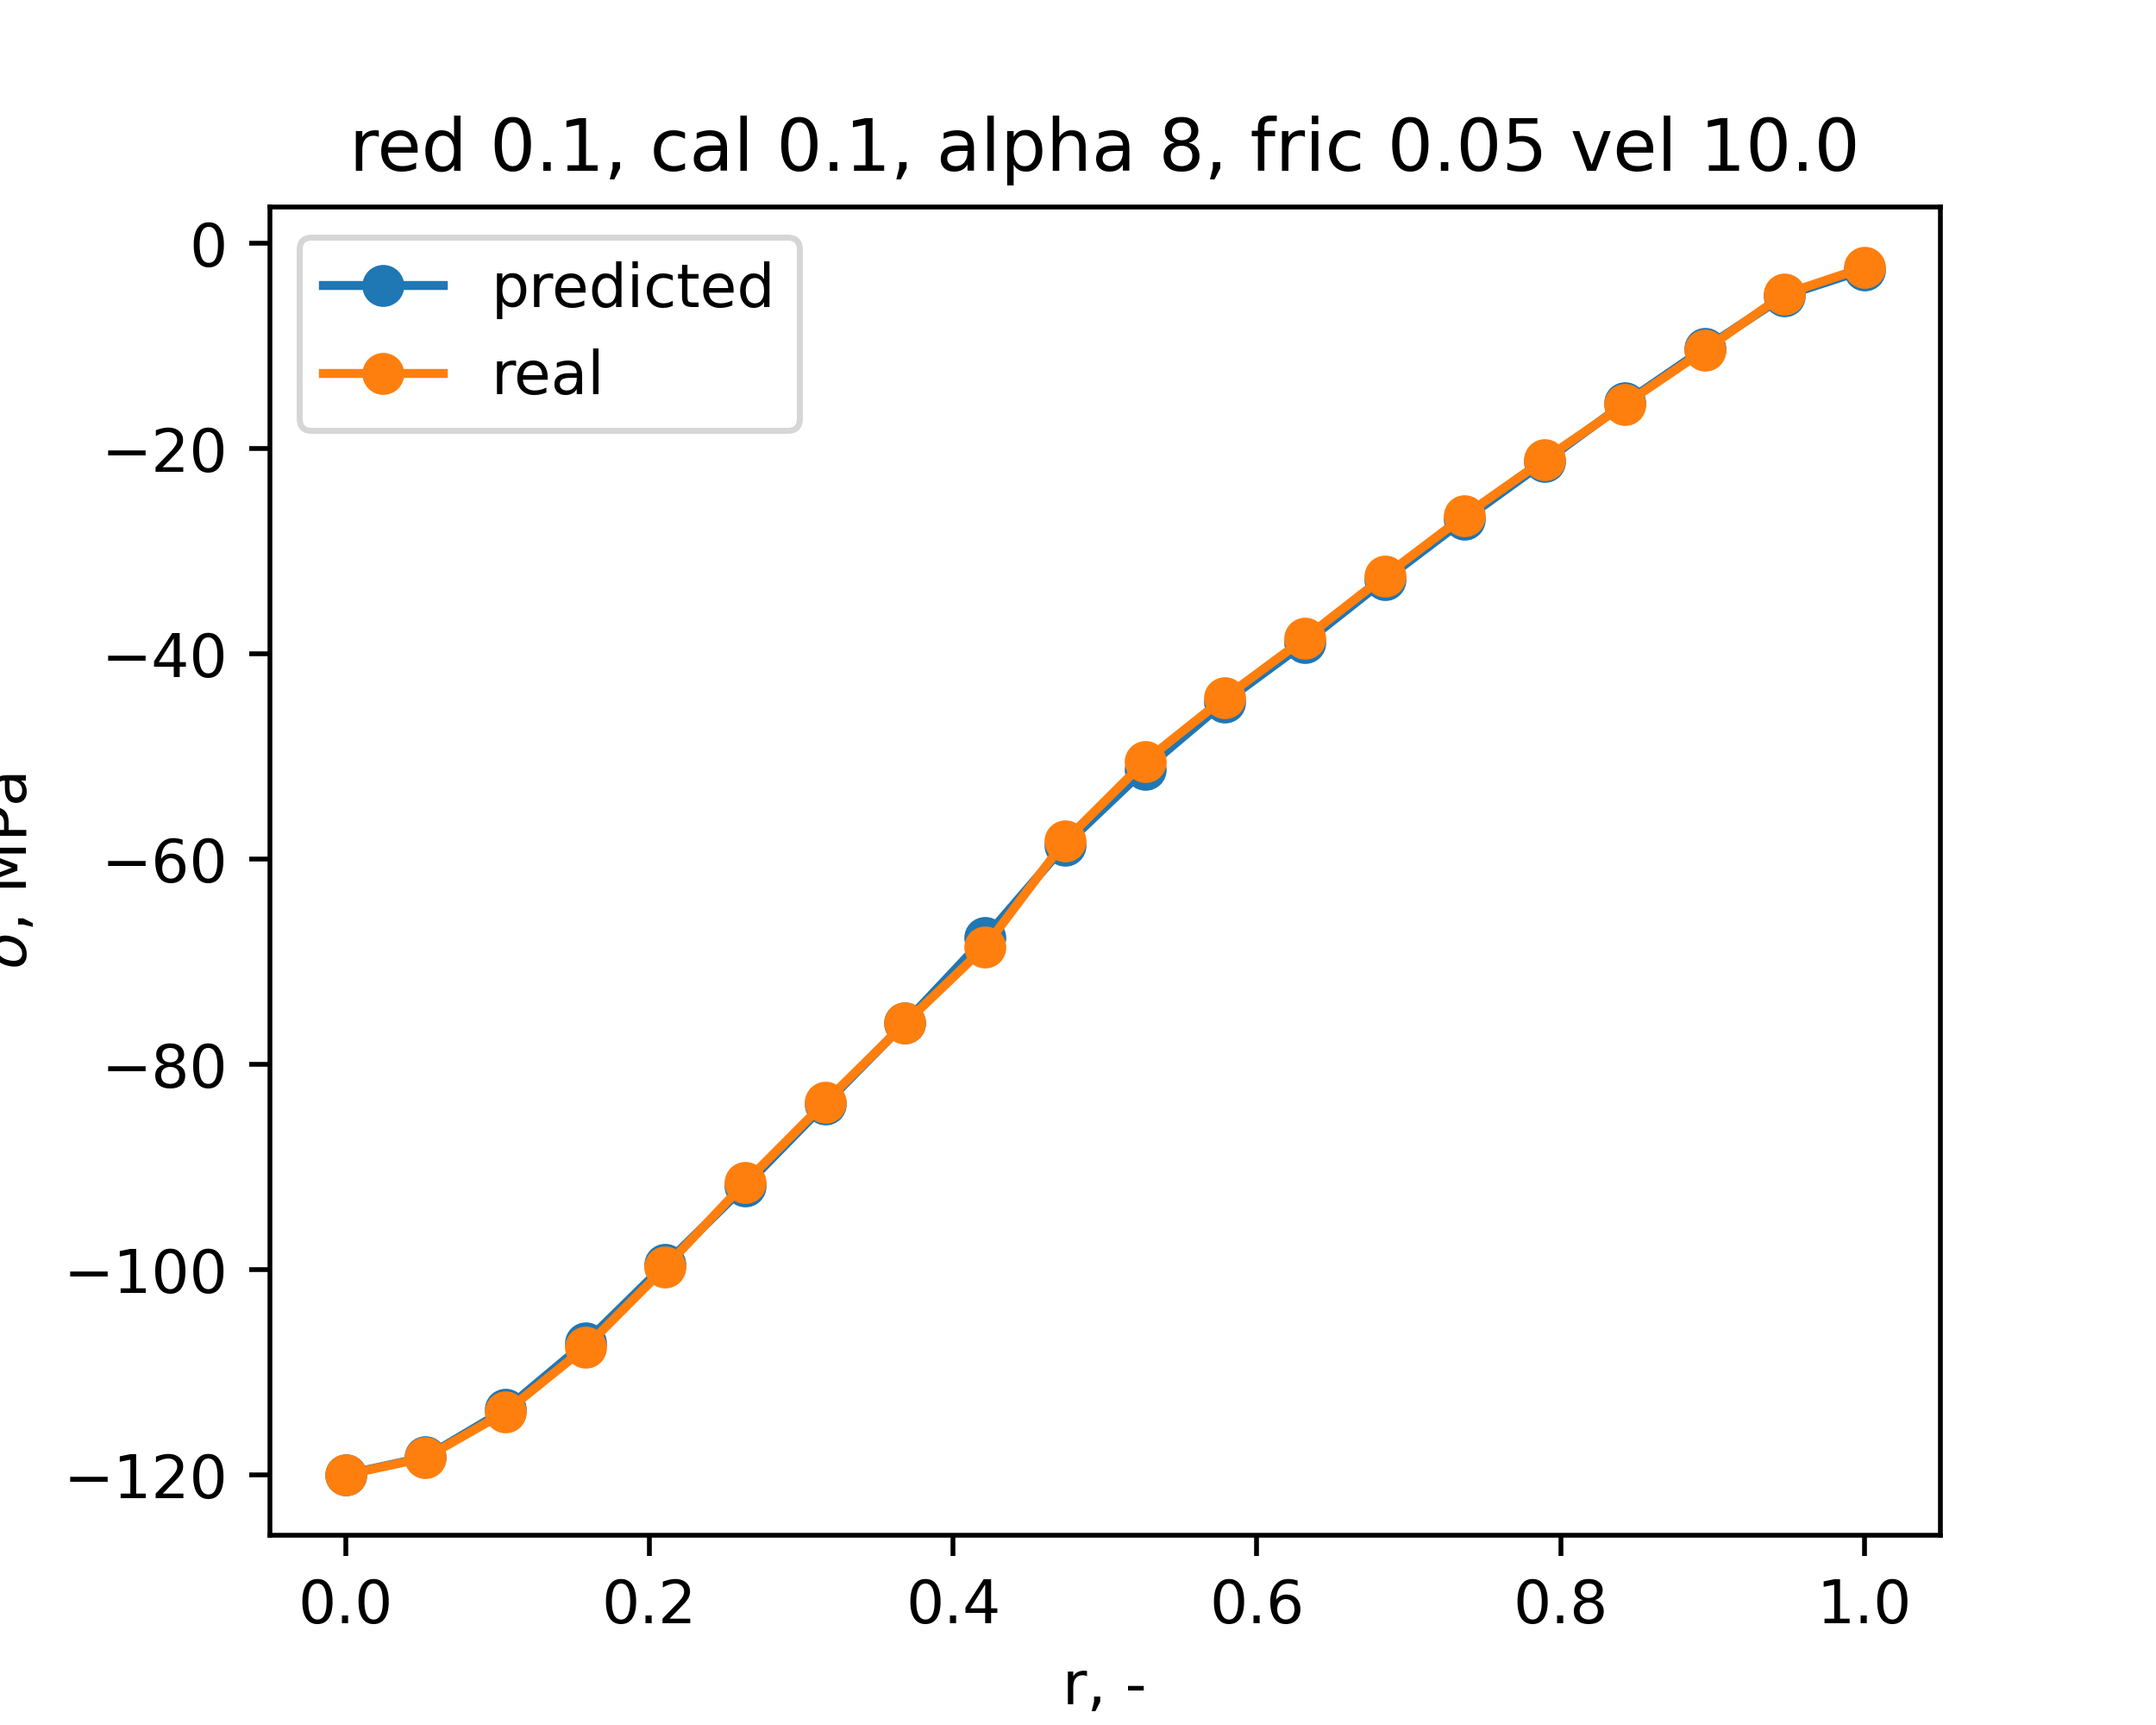 red 0.1, cal 0.1, alpha 8, fric 0.05 vel 10.0
predicted
real
0
−20
−40
−60
−80
−100
−120
σ, MPa
0.0 0.2 0.4 0.6 0.8 1.0
r, -